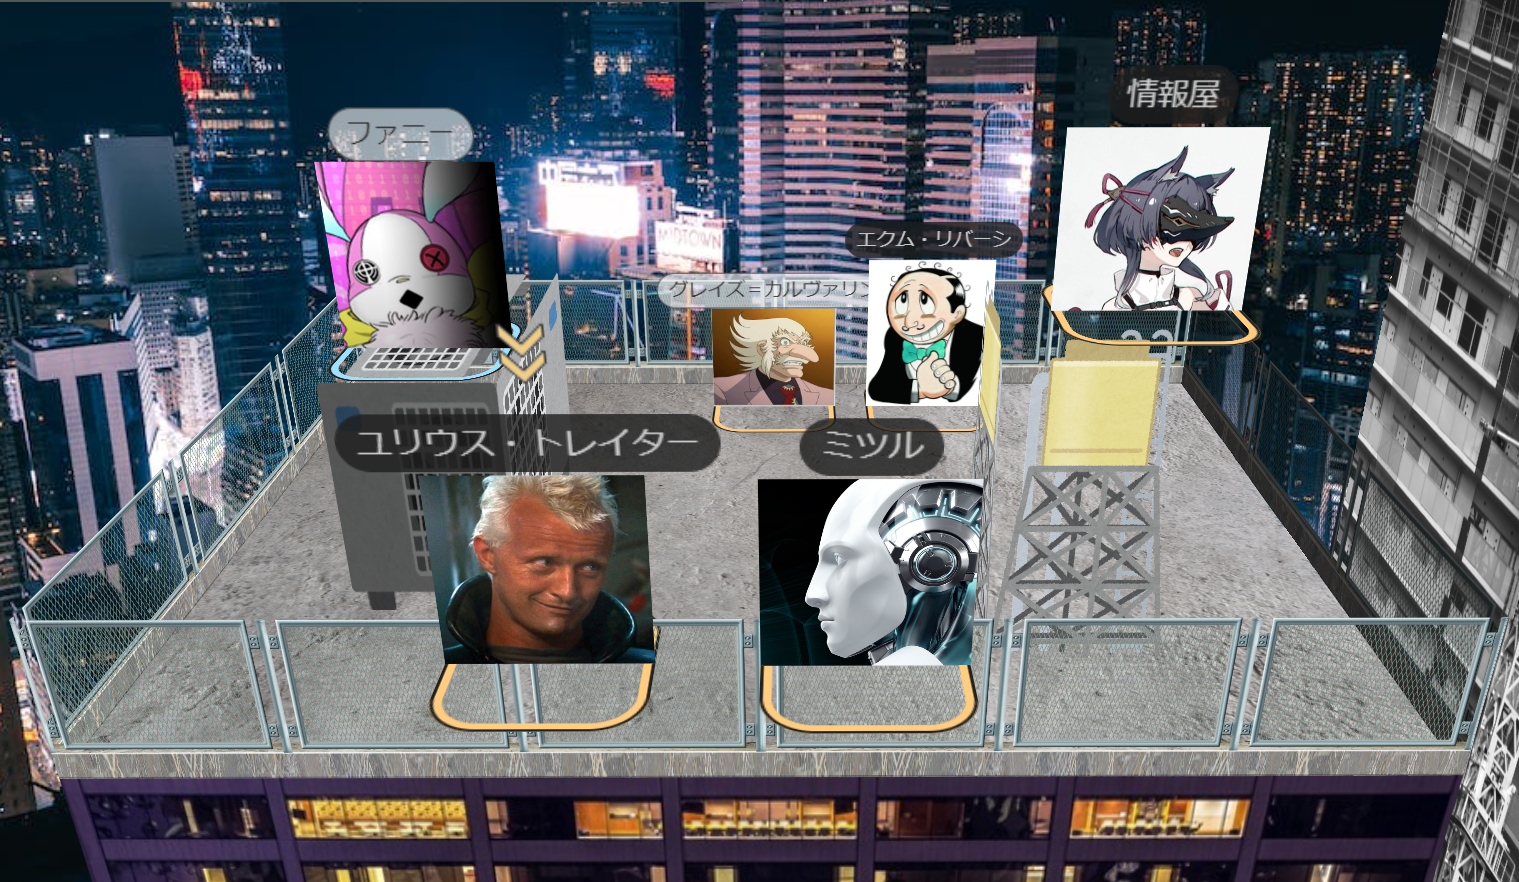 情報屋
ファニー
MIDTOWN
エクム・リバーシ
グレイズ=カルヴァリン
ユリウス・トレイター
ミツル